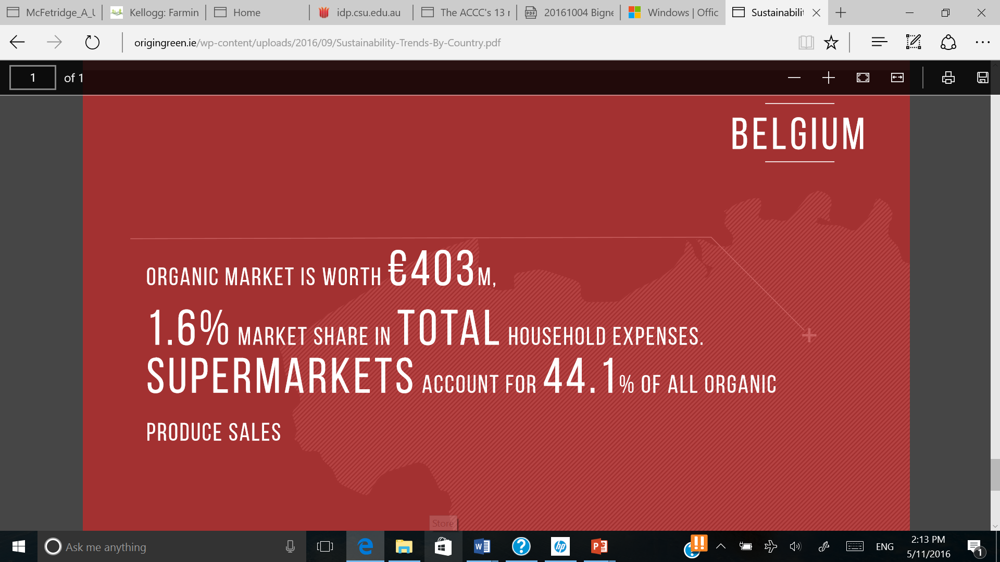 McFetridge_A_U
Kellogg: Farmin
Home
idp.csu.edu.au
The ACCC's 13 r
20161004 Bigne
Windows | Offic
Sustainabilit
origingreen.ie/wp-content/uploads/2016/09/Sustainability-Trends-By-Country.pdf
1 of 1
BELGIUM
ORGANIC MARKET IS WORTH €403M,
1.6% MARKET SHARE IN TOTAL HOUSEHOLD EXPENSES.
SUPERMARKETS ACCOUNT FOR 44.1% OF ALL ORGANIC
PRODUCE SALES
Store
Ask me anything
ENG
2:13 PM
5/11/2016
1